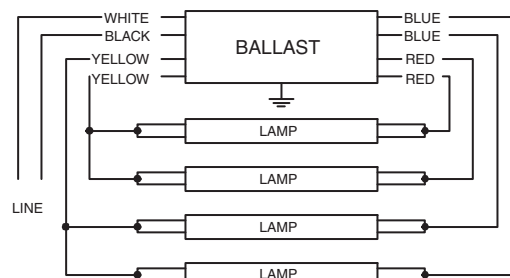 WHITE BLUE
BLACK BLUE
BALLAST
YELLOW RED
YELLOW RED
LAMP
LAMP
LINE
LAMP
LAMP